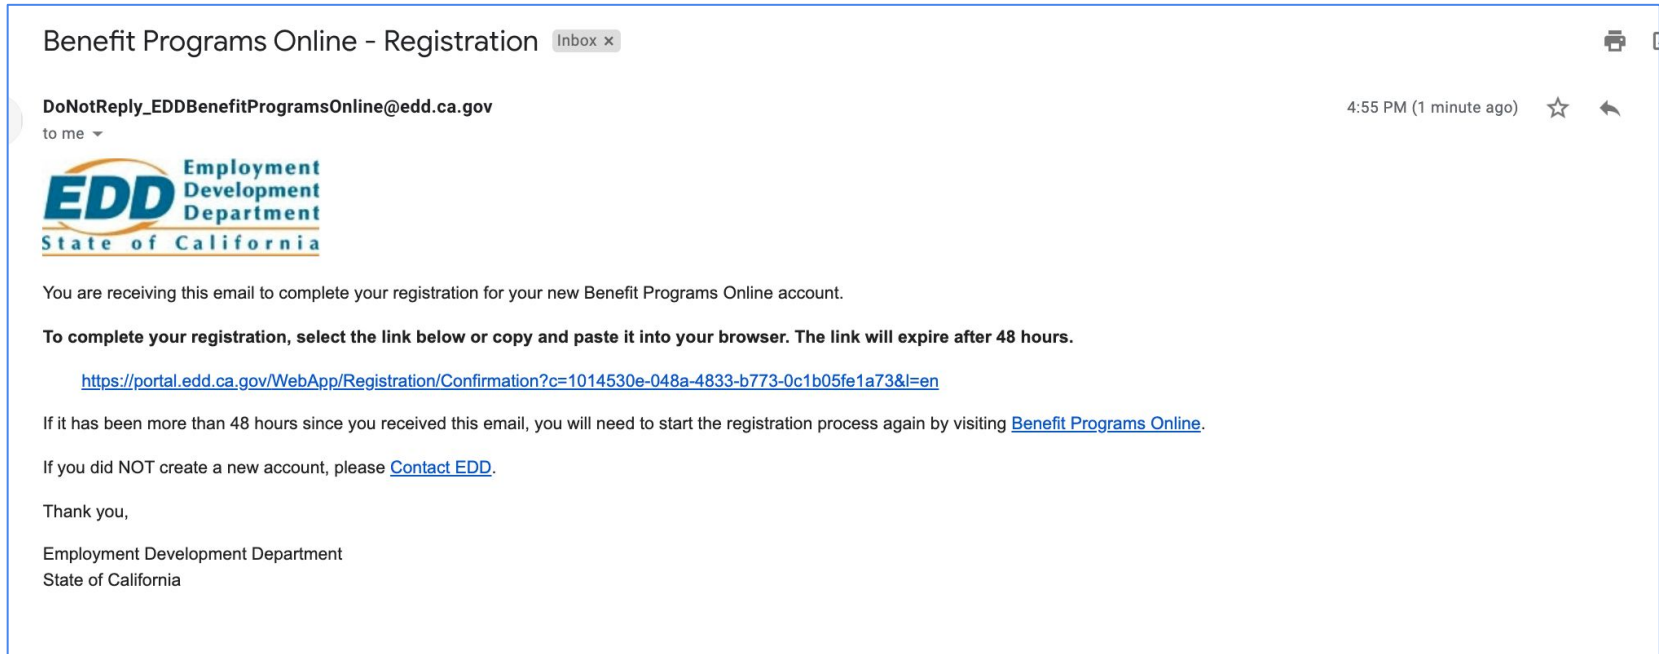 Benefit Programs Online - Registration Inbox x
DoNotReply_EDDBenefitProgramsOnline@edd.ca.gov 4:55 PM (1 minute ago)
to me
EDD Employment
Development
Department
State of California
You are receiving this email to complete your registration for your new Benefit Programs Online account.
To complete your registration, select the link below or copy and paste it into your browser. The link will expire after 48 hours.
https://portal.edd.ca.gov/WebApp/Registration/Confirmation?c=1014530e-048a-4833-b773-0c1b05fe1a73&l=en
If it has been more than 48 hours since you received this email, you will need to start the registration process again by visiting Benefit Programs Online.
If you did NOT create a new account, please Contact EDD.
Thank you,
Employment Development Department
State of California